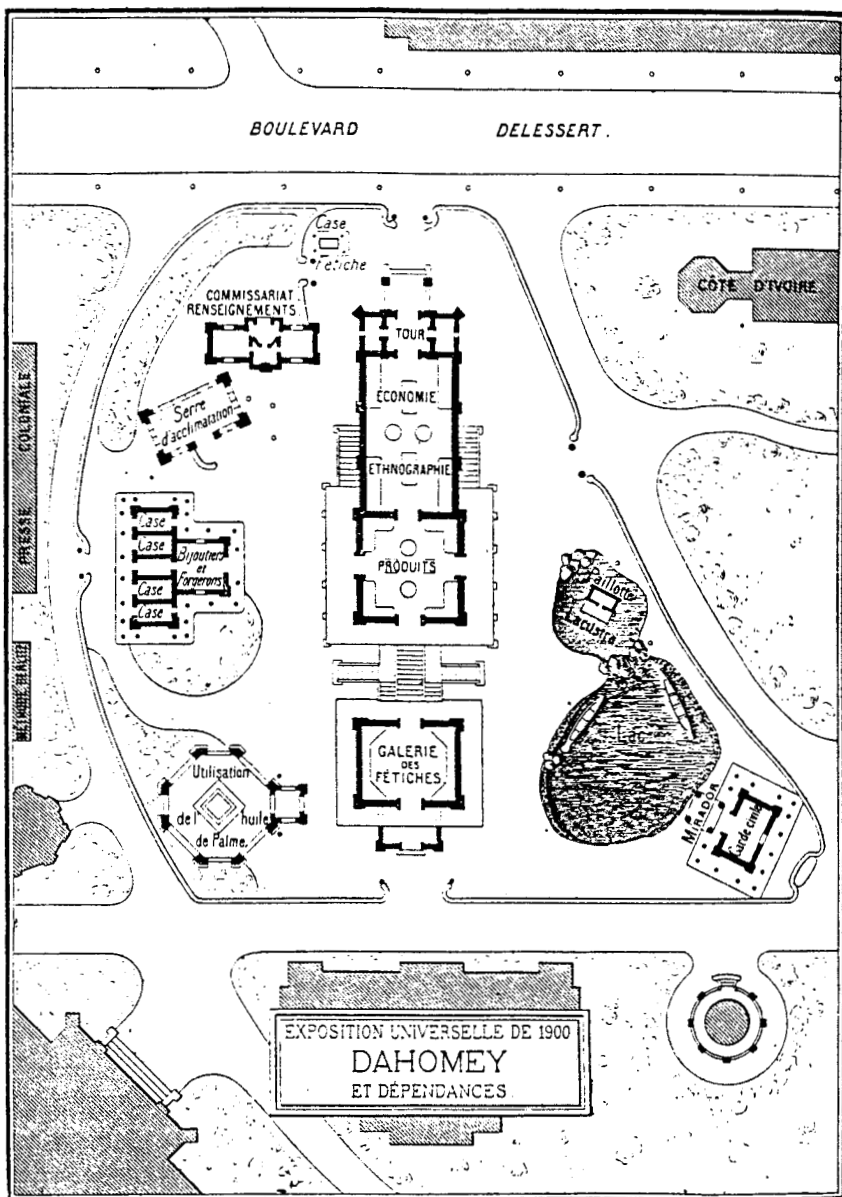 BOULEVARD DELESSERT.
Case
Fétiche
COMMISSARIAT
RENSEIGNEMENTS
TOUR
CÔTE D'IVOIRE
ÉCONOMIE
Serre
d'acclimatation
ETHNOGRAPHIE
PRESSE COLONIALE
Case
Case
Case
Case
Bijoutiers
et
Forgerons
PRODUITS
Paillotte
Lacustre
Lac
GALERIE
DES
FÉTICHES
Utilisation
de l'huile
de Palme.
MIRADOR
Garde civile
EXPOSITION UNIVERSELLE DE 1900
DAHOMEY
ET DÉPENDANCES